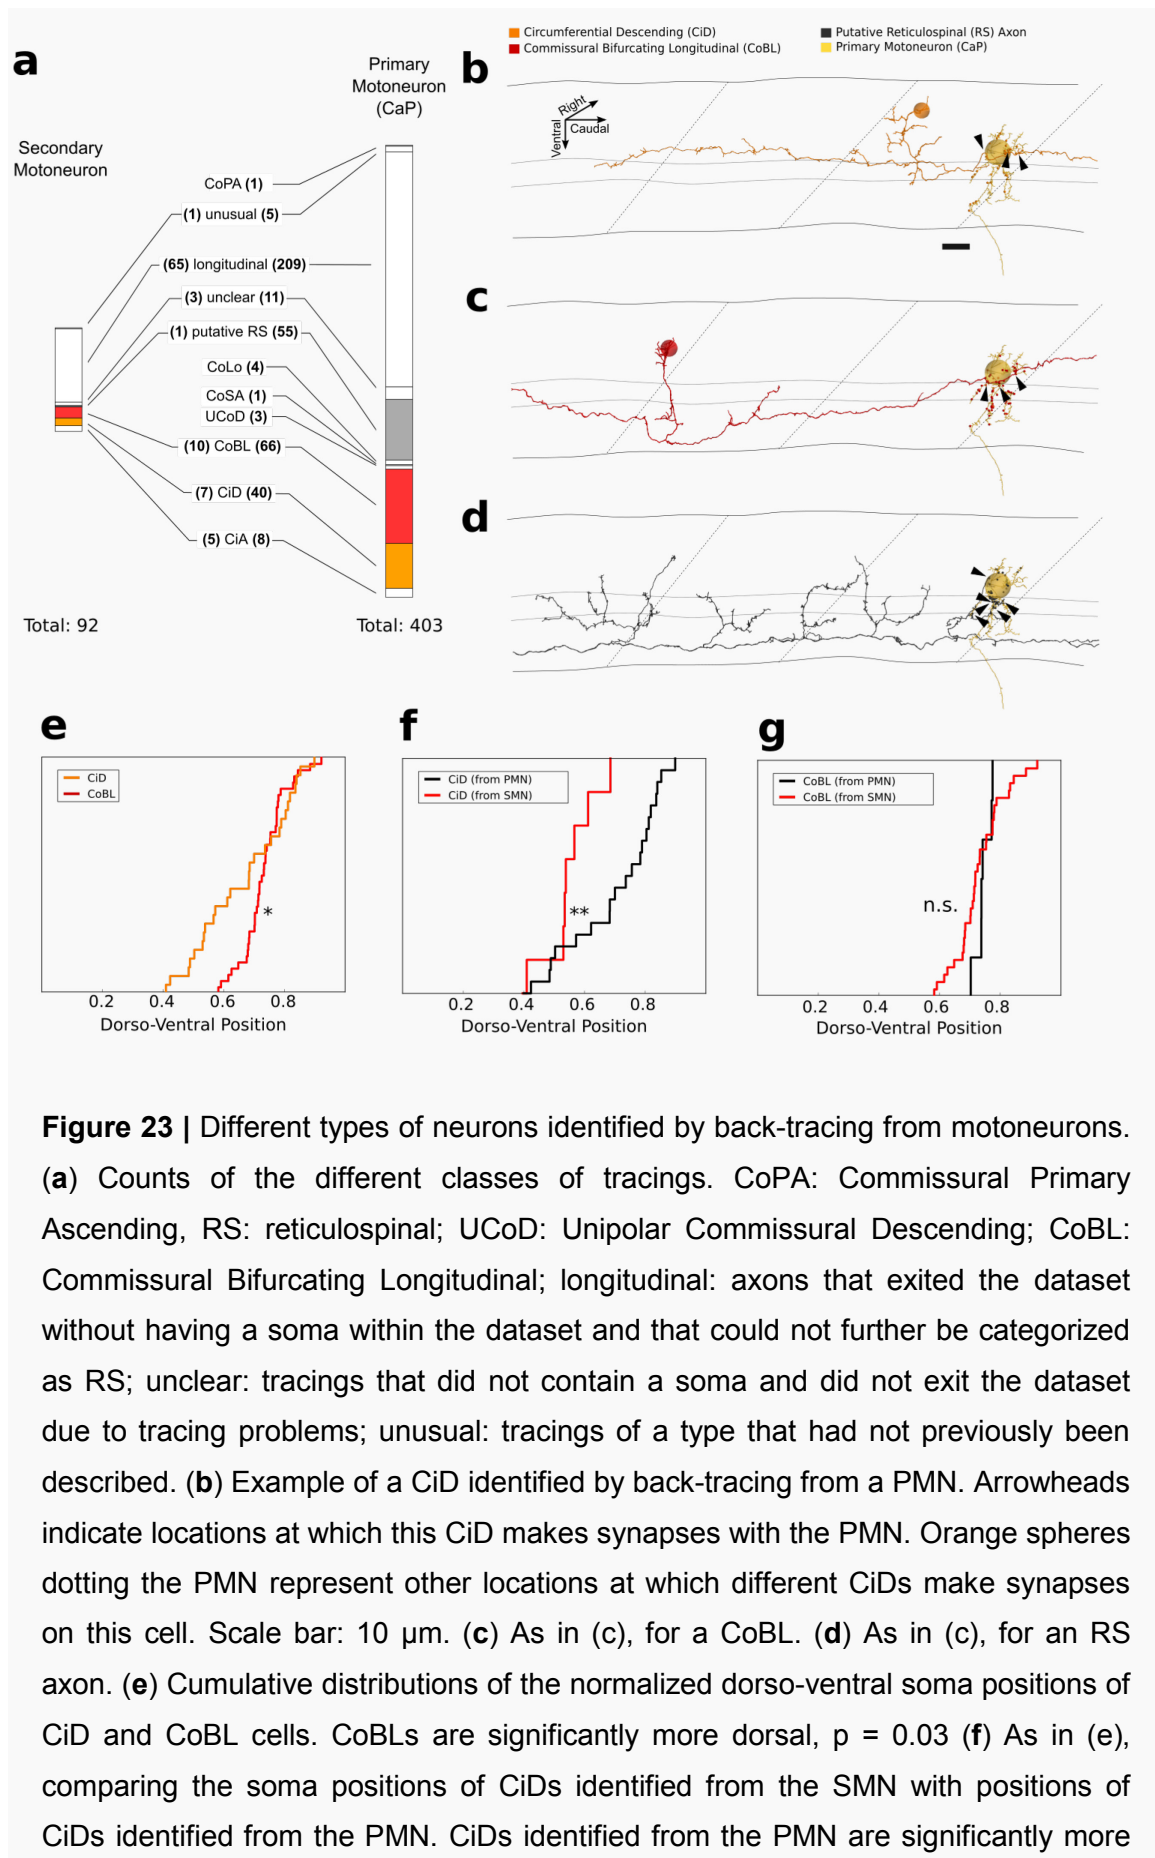 Circumferential Descending (CiD)
Commissural Bifurcating Longitudinal (CoBL)
Putative Reticulospinal (RS) Axon
Primary Motoneuron (CaP)
a
Secondary
Motoneuron
Primary
Motoneuron
(CaP)
CoPA (1)
(1) unusual (5)
(65) longitudinal (209)
(3) unclear (11)
(1) putative RS (55)
CoLo (4)
CoSA (1)
UCoD (3)
(10) CoBL (66)
(7) CiD (40)
(5) CiA (8)
Total: 92
Total: 403
b
Right
Caudal
Ventral
c
d
e
CiD
CoBL
*
0.2 0.4 0.6 0.8
Dorso-Ventral Position
f
CiD (from PMN)
CiD (from SMN)
**
0.2 0.4 0.6 0.8
Dorso-Ventral Position
g
CoBL (from PMN)
CoBL (from SMN)
n.s.
0.2 0.4 0.6 0.8
Dorso-Ventral Position
Figure 23 | Different types of neurons identified by back-tracing from motoneurons.
(a) Counts of the different classes of tracings. CoPA: Commissural Primary
Ascending, RS: reticulospinal; UCoD: Unipolar Commissural Descending; CoBL:
Commissural Bifurcating Longitudinal; longitudinal: axons that exited the dataset
without having a soma within the dataset and that could not further be categorized
as RS; unclear: tracings that did not contain a soma and did not exit the dataset
due to tracing problems; unusual: tracings of a type that had not previously been
described. (b) Example of a CiD identified by back-tracing from a PMN. Arrowheads
indicate locations at which this CiD makes synapses with the PMN. Orange spheres
dotting the PMN represent other locations at which different CiDs make synapses
on this cell. Scale bar: 10 μm. (c) As in (c), for a CoBL. (d) As in (c), for an RS
axon. (e) Cumulative distributions of the normalized dorso-ventral soma positions of
CiD and CoBL cells. CoBLs are significantly more dorsal, p = 0.03 (f) As in (e),
comparing the soma positions of CiDs identified from the SMN with positions of
CiDs identified from the PMN. CiDs identified from the PMN are significantly more